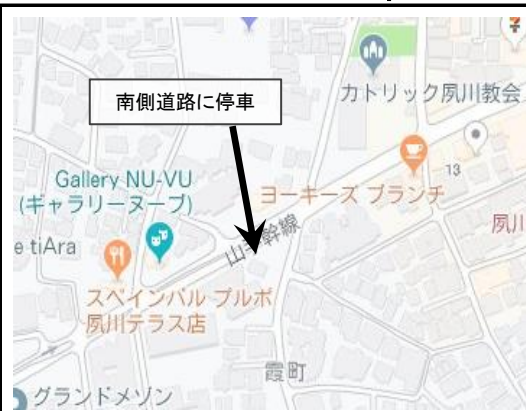 カトリック夙川教会
南側道路に停車
13
Gallery NU-VU
(ギャラリーヌーブ)
ヨーキーズ ブランチ
夙川
e tiAra
山手幹線
スペインバル プルポ
夙川テラス店
霞町
グランドメゾン
7